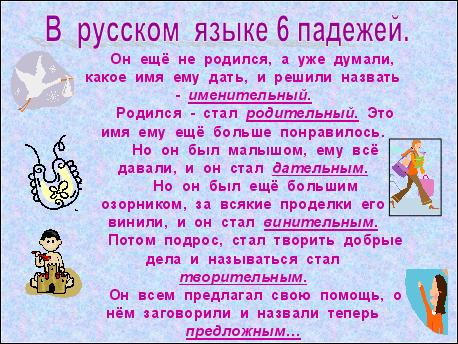 В русском языке 6 падежей.
Он ещё не родился, а уже думали,
какое имя ему дать, и решили назвать
- именительный.
Родился - стал родительный. Это
имя ему ещё больше понравилось.
Но он был малышом, ему всё
давали, и он стал дательным.
Но он был ещё большим
озорником, за всякие проделки его
винили, и он стал винительным.
Потом подрос, стал творить добрые
дела и называться стал
творительным.
Он всем предлагал свою помощь, о
нём заговорили и назвали теперь
предложным…